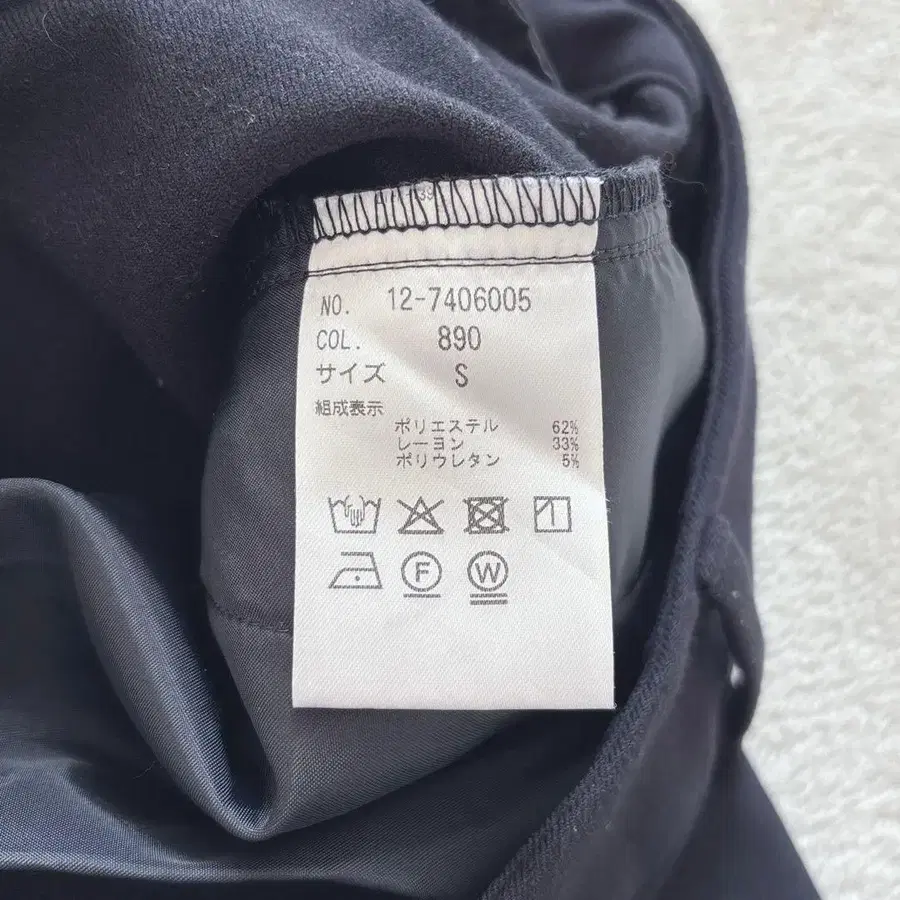 NO. 12-7406005
COL. 890
サイズ S
組成表示
ポリエステル 62%
レーヨン 33%
ポリウレタン 5%
F W